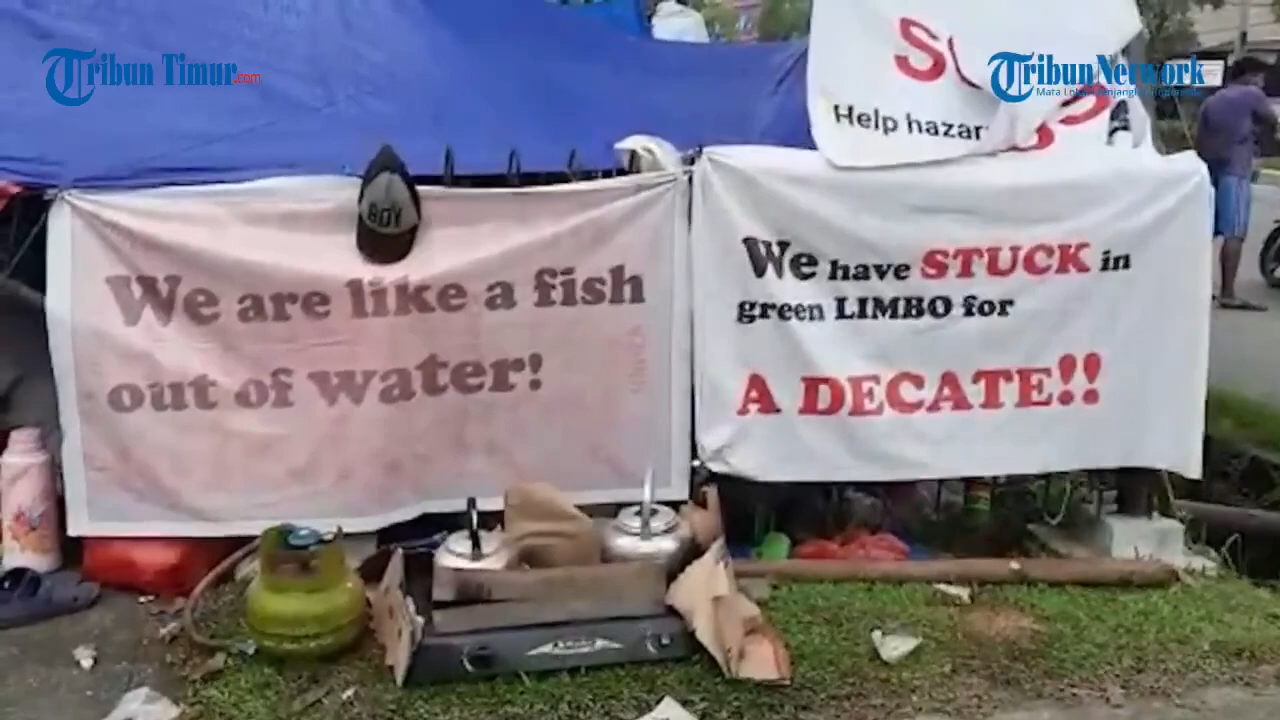 Tribun Timur.com
TribunNetwork
Help hazar
BOY
We are like a fish
out of water!
We have STUCK in
green LIMBO for
A DECATE!!